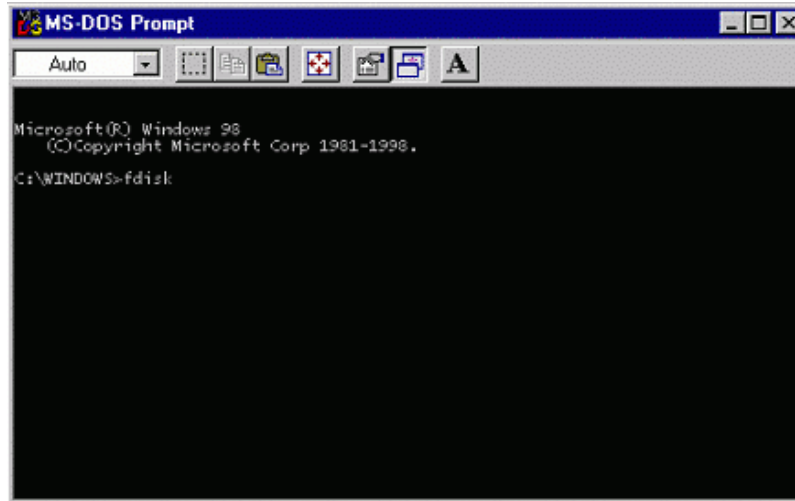 MS-DOS Prompt
Auto
A
Microsoft(R) Windows 98
(C)Copyright Microsoft Corp 1981-1998.
C:\WINDOWS>fdisk